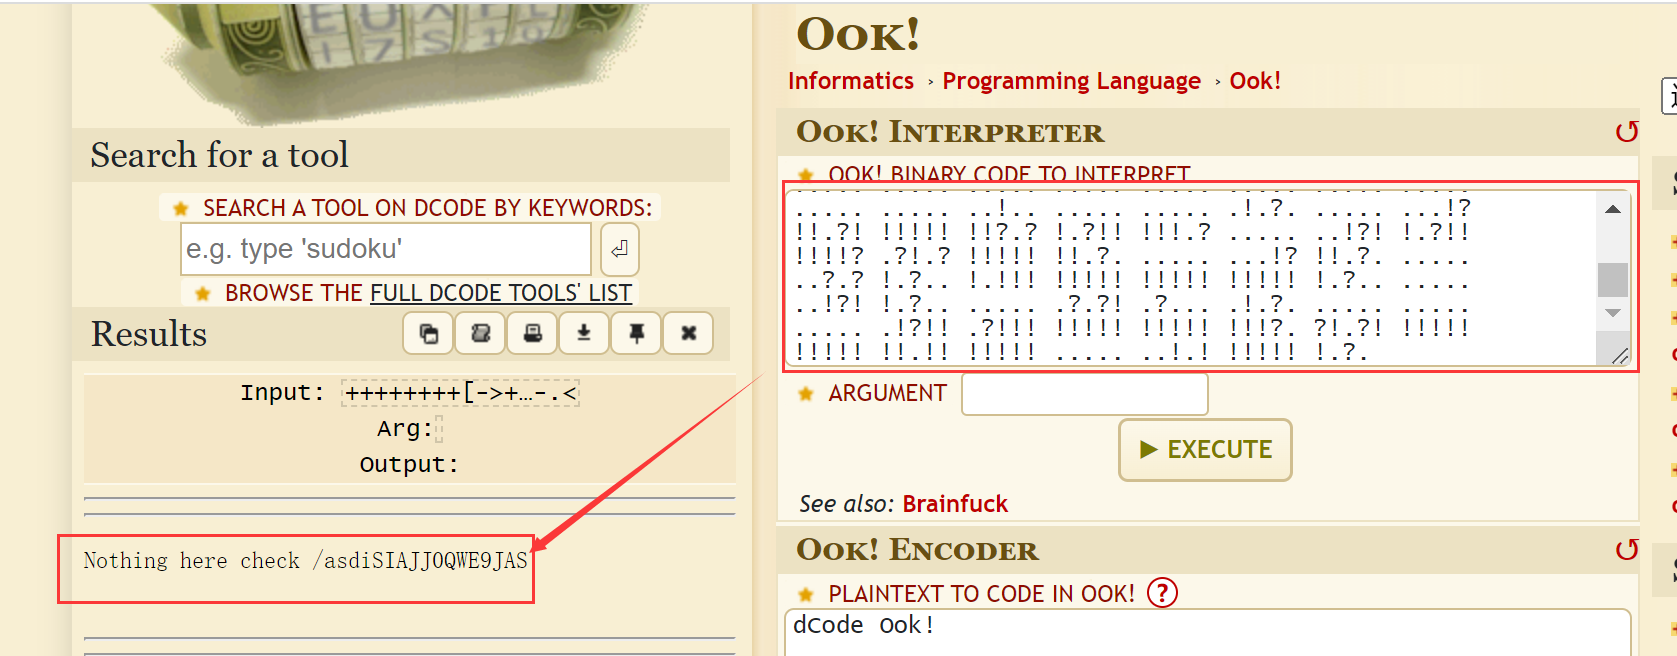 EUXFL
I7S19
Search for a tool
SEARCH A TOOL ON DCODE BY KEYWORDS:
e.g. type 'sudoku'
BROWSE THE FULL DCODE TOOLS' LIST
Results
Input: ++++++++[->+…-.<
Arg:
Output:
Nothing here check /asdiSIAJJ0QWE9JAS
OOK!
Informatics › Programming Language › Ook!
OOK! INTERPRETER
OOK! BINARY CODE TO INTERPRET
..... ..... ..!.. ..... ..... .!.?. ..... ...!?
!!.?! !!!!! !!?.? !.?!! !!!.? ..... ..!?! !.?!!
!!!!? .?!.? !!!!! !!.?. ..... ...!? !!.?. .....
..?.? !.?.. !.!!! !!!!! !!!!! !!!!! !.?.. .....
..!?! !.?.. ..... .?.?! .?... .!.?. ..... .....
..... .!?!! .?!!! !!!!! !!!!! !!!?. ?!.?! !!!!!
!!!!! !!.!! !!!!! ..... ..!.! !!!!! !.?.
ARGUMENT
EXECUTE
See also: Brainfuck
OOK! ENCODER
PLAINTEXT TO CODE IN OOK! ?
dCode Ook!